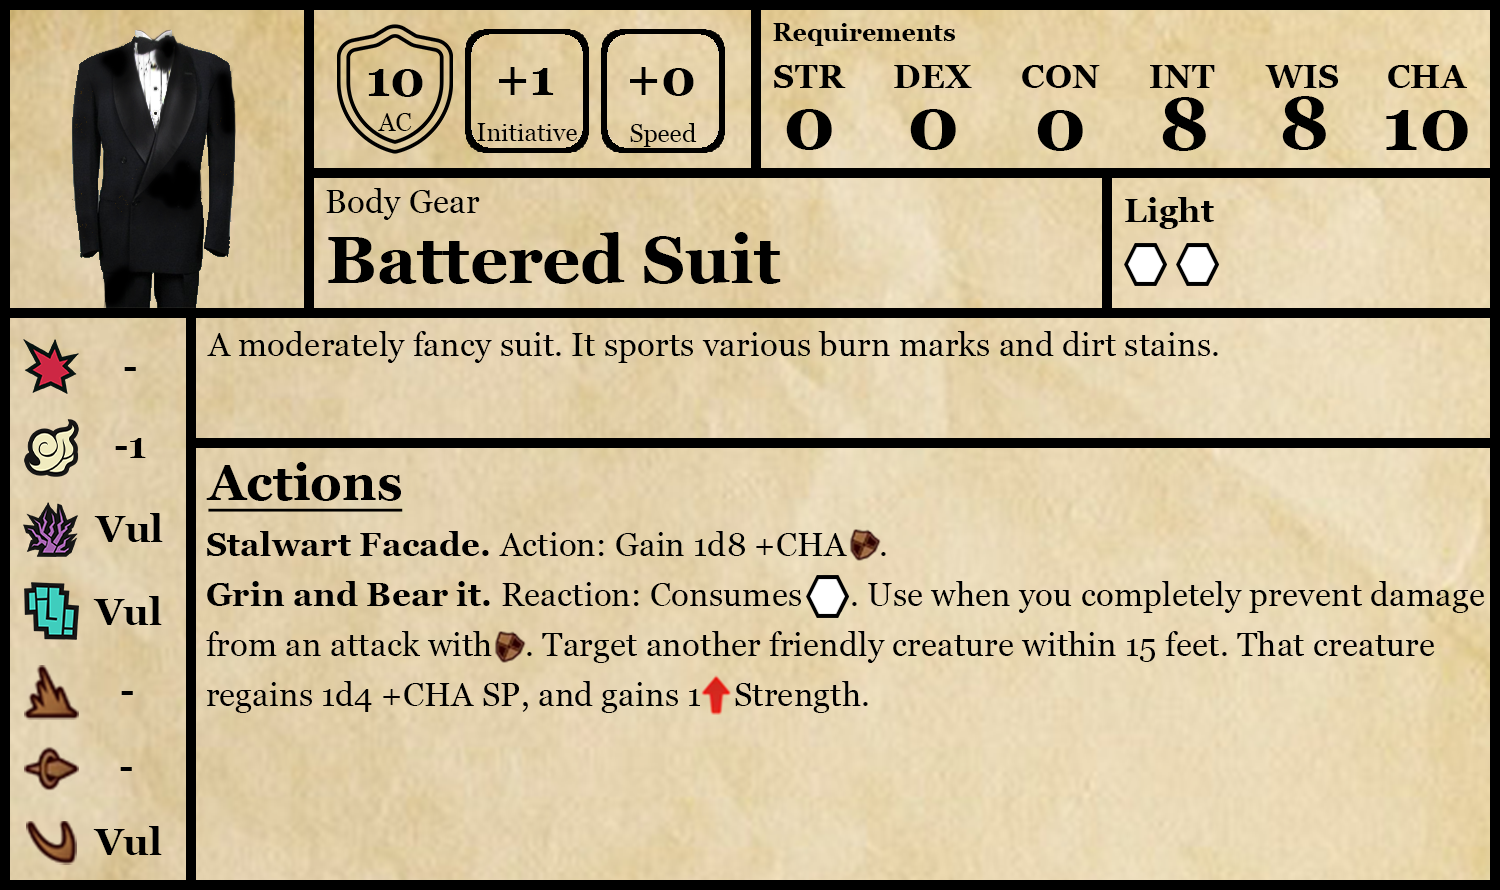 10
AC
+1
Initiative
+0
Speed
Requirements
STR DEX CON INT WIS CHA
0 0 0 8 8 10
Body Gear
Battered Suit
Light
A moderately fancy suit. It sports various burn marks and dirt stains.
-
-1
Vul
Vul
-
-
Vul
Actions
Stalwart Facade. Action: Gain 1d8 +CHA.
Grin and Bear it. Reaction: Consumes. Use when you completely prevent damage
from an attack with. Target another friendly creature within 15 feet. That creature
regains 1d4 +CHA SP, and gains 1 Strength.